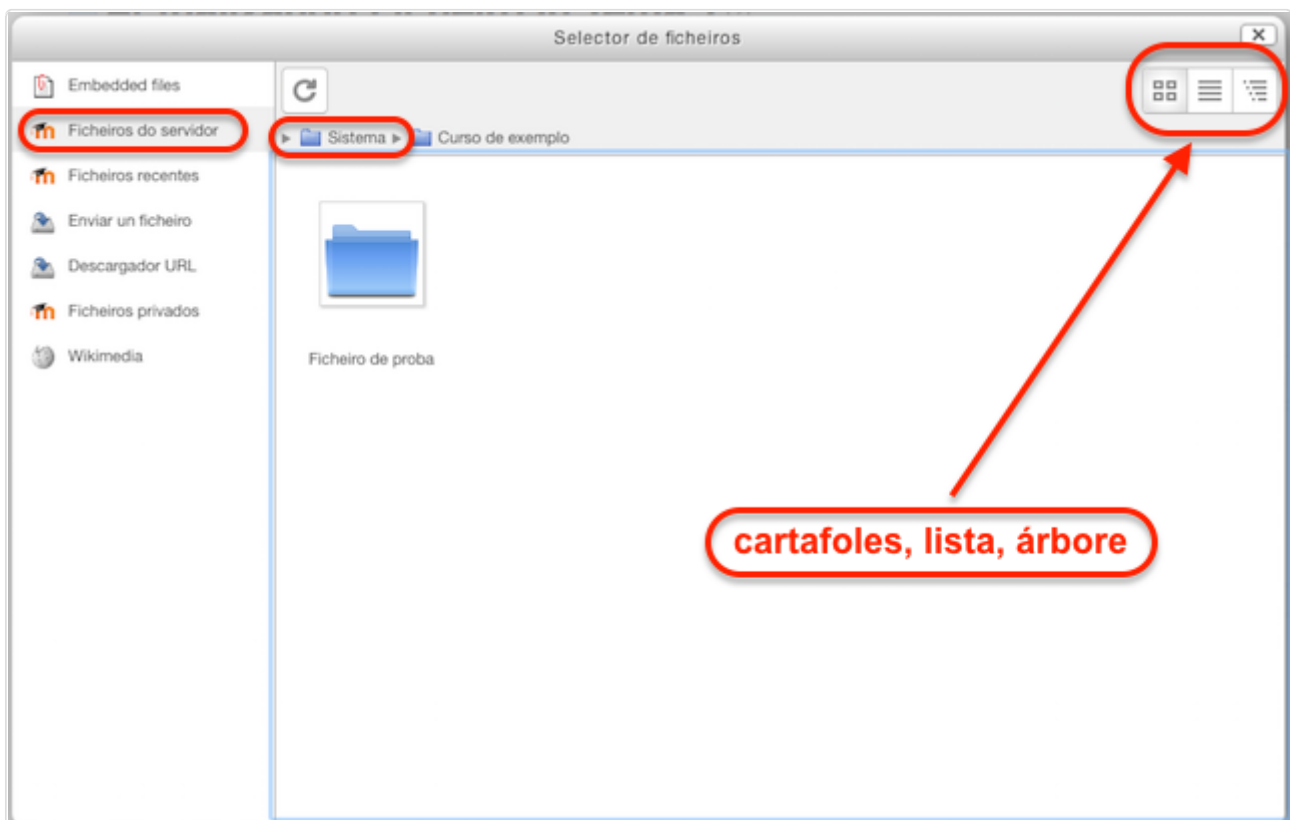 Selector de ficheiros
Embedded files
Ficheiros do servidor
Sistema
Curso de exemplo
Ficheiros recentes
Enviar un ficheiro
Descargador URL
Ficheiros privados
Wikimedia
Ficheiro de proba
cartafoles, lista, árbore